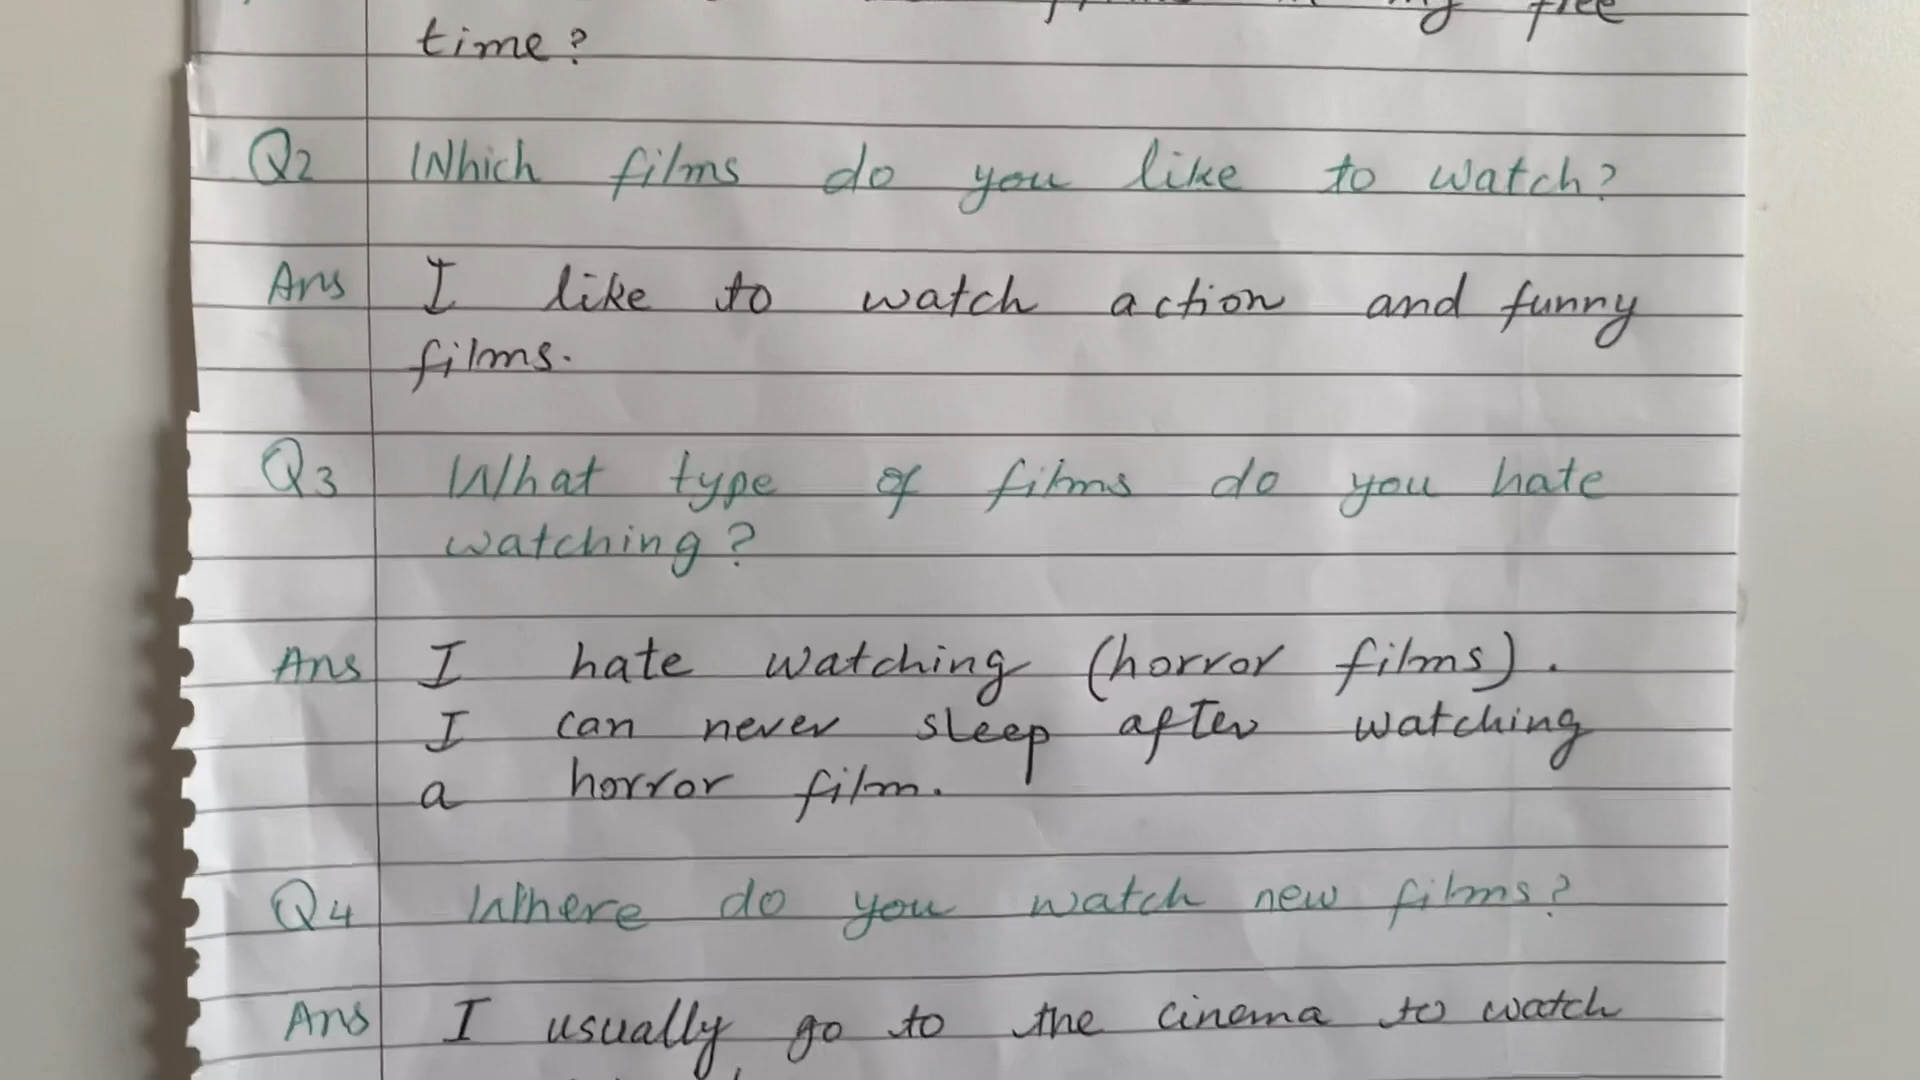 my free
time?
Q2 Which films do you like to watch?
Ans I like to watch action and funny
films.
Q3 What type of films do you hate
watching?
Ans I hate watching (horror films).
I can never sleep after watching
a horror film.
Q4 Where do you watch new films?
Ans I usually go to the cinema to watch